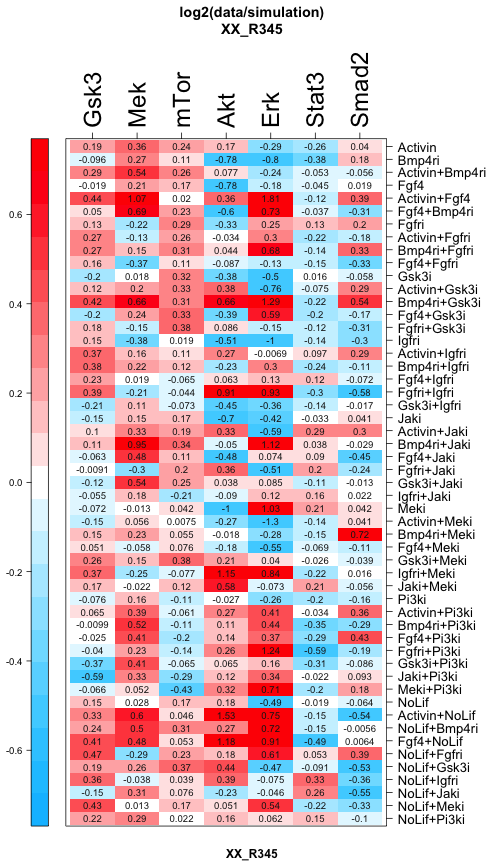 log2(data/simulation)
XX_R345
Gsk3 Mek mTor Akt Erk Stat3 Smad2
0.19 0.36 0.24 0.17 -0.29 -0.26 0.04 Activin
-0.096 0.27 0.11 -0.78 -0.8 -0.38 0.18 Bmp4ri
0.29 0.54 0.26 0.077 -0.24 -0.053 -0.056 Activin+Bmp4ri
-0.019 0.21 0.17 -0.78 -0.18 -0.045 0.019 Fgf4
0.44 1.07 0.02 0.36 1.81 -0.12 0.39 Activin+Fgf4
0.05 0.69 0.23 -0.6 0.73 -0.037 -0.31 Fgf4+Bmp4ri
0.13 -0.22 0.29 -0.33 0.25 0.13 0.2 Fgfri
0.27 -0.13 0.26 -0.034 0.3 -0.22 -0.18 Activin+Fgfri
0.27 0.15 0.31 0.044 0.68 -0.14 0.33 Bmp4ri+Fgfri
0.16 -0.37 0.11 -0.087 -0.13 -0.15 -0.33 Fgf4+Fgfri
-0.2 0.018 0.32 -0.38 -0.5 0.016 -0.058 Gsk3i
0.12 0.2 0.33 0.38 -0.76 -0.075 0.29 Activin+Gsk3i
0.42 0.66 0.31 0.56 1.23 -0.22 0.54 Bmp4ri+Gsk3i
-0.2 0.24 0.33 -0.39 0.59 -0.2 -0.17 Fgf4+Gsk3i
0.18 -0.15 0.38 0.086 -0.15 -0.12 -0.31 Fgfri+Gsk3i
0.15 -0.38 0.019 -0.51 -1 -0.14 -0.3 Igfri
0.37 0.16 0.11 0.27 -0.0069 0.097 0.29 Activin+Igfri
0.38 0.22 0.12 -0.23 0.3 -0.24 -0.11 Bmp4ri+Igfri
0.23 0.019 -0.065 0.063 0.13 0.12 -0.072 Fgf4+Igfri
0.39 -0.21 -0.044 0.91 0.93 -0.3 -0.58 Fgfri+Igfri
-0.21 0.11 -0.073 -0.45 -0.36 -0.14 -0.017 Gsk3i+Igfri
-0.15 0.15 0.17 -0.7 -0.42 -0.033 0.041 Jaki
0.1 0.33 0.19 0.33 -0.59 0.29 0.3 Activin+Jaki
0.11 0.95 0.34 -0.05 1.12 0.038 -0.029 Bmp4ri+Jaki
-0.063 0.48 0.11 -0.48 0.074 0.09 -0.45 Fgf4+Jaki
-0.0091 -0.3 0.2 0.36 -0.51 0.2 -0.24 Fgfri+Jaki
-0.12 0.54 0.25 0.038 0.085 -0.11 -0.013 Gsk3i+Jaki
-0.055 0.18 -0.21 -0.09 0.12 0.16 0.022 Igfri+Jaki
-0.072 -0.013 0.042 -1 1.03 0.21 0.042 Meki
-0.15 0.056 0.0075 -0.27 -1.3 -0.14 0.041 Activin+Meki
0.15 0.23 0.055 -0.018 -0.28 -0.15 0.72 Bmp4ri+Meki
0.051 -0.058 0.076 -0.18 -0.55 -0.069 -0.11 Fgf4+Meki
0.26 0.15 0.38 0.21 0.04 -0.026 -0.039 Gsk3i+Meki
0.37 -0.25 -0.077 1.15 0.84 -0.22 0.016 Igfri+Meki
0.17 -0.022 0.12 0.58 -0.073 0.21 -0.056 Jaki+Meki
-0.076 0.16 -0.11 -0.027 -0.26 -0.2 -0.16 Pi3ki
0.065 0.39 -0.061 0.27 0.41 -0.034 0.36 Activin+Pi3ki
-0.0099 0.52 -0.11 0.11 0.44 -0.35 -0.29 Bmp4ri+Pi3ki
-0.025 0.41 -0.2 0.14 0.37 -0.29 0.43 Fgf4+Pi3ki
-0.04 0.23 -0.14 0.26 1.24 -0.59 -0.19 Fgfri+Pi3ki
-0.37 0.41 -0.065 0.065 0.16 -0.31 -0.086 Gsk3i+Pi3ki
-0.59 0.33 -0.29 0.12 0.34 -0.022 0.093 Jaki+Pi3ki
-0.066 0.052 -0.43 0.32 0.71 -0.2 0.18 Meki+Pi3ki
0.15 0.028 0.17 0.18 -0.49 -0.019 -0.064 NoLif
0.33 0.6 0.046 1.53 0.75 -0.15 -0.54 Activin+NoLif
0.24 0.5 0.31 0.27 0.72 -0.15 -0.0056 NoLif+Bmp4ri
0.41 0.48 0.053 0.18 0.91 -0.49 0.0064 Fgf4+NoLif
0.47 -0.29 0.23 0.18 0.61 0.053 0.39 NoLif+Fgfri
0.19 0.26 0.37 0.44 -0.47 -0.091 -0.53 NoLif+Gsk3i
0.36 -0.038 0.039 0.39 -0.075 0.33 -0.36 NoLif+Igfri
-0.15 0.31 0.076 -0.23 -0.046 0.26 -0.55 NoLif+Jaki
0.43 0.013 0.17 0.051 0.54 -0.22 -0.33 NoLif+Meki
0.22 0.29 0.022 0.16 0.062 0.15 -0.1 NoLif+Pi3ki
0.6
0.4
0.2
0.0
-0.2
-0.4
-0.6
XX_R345